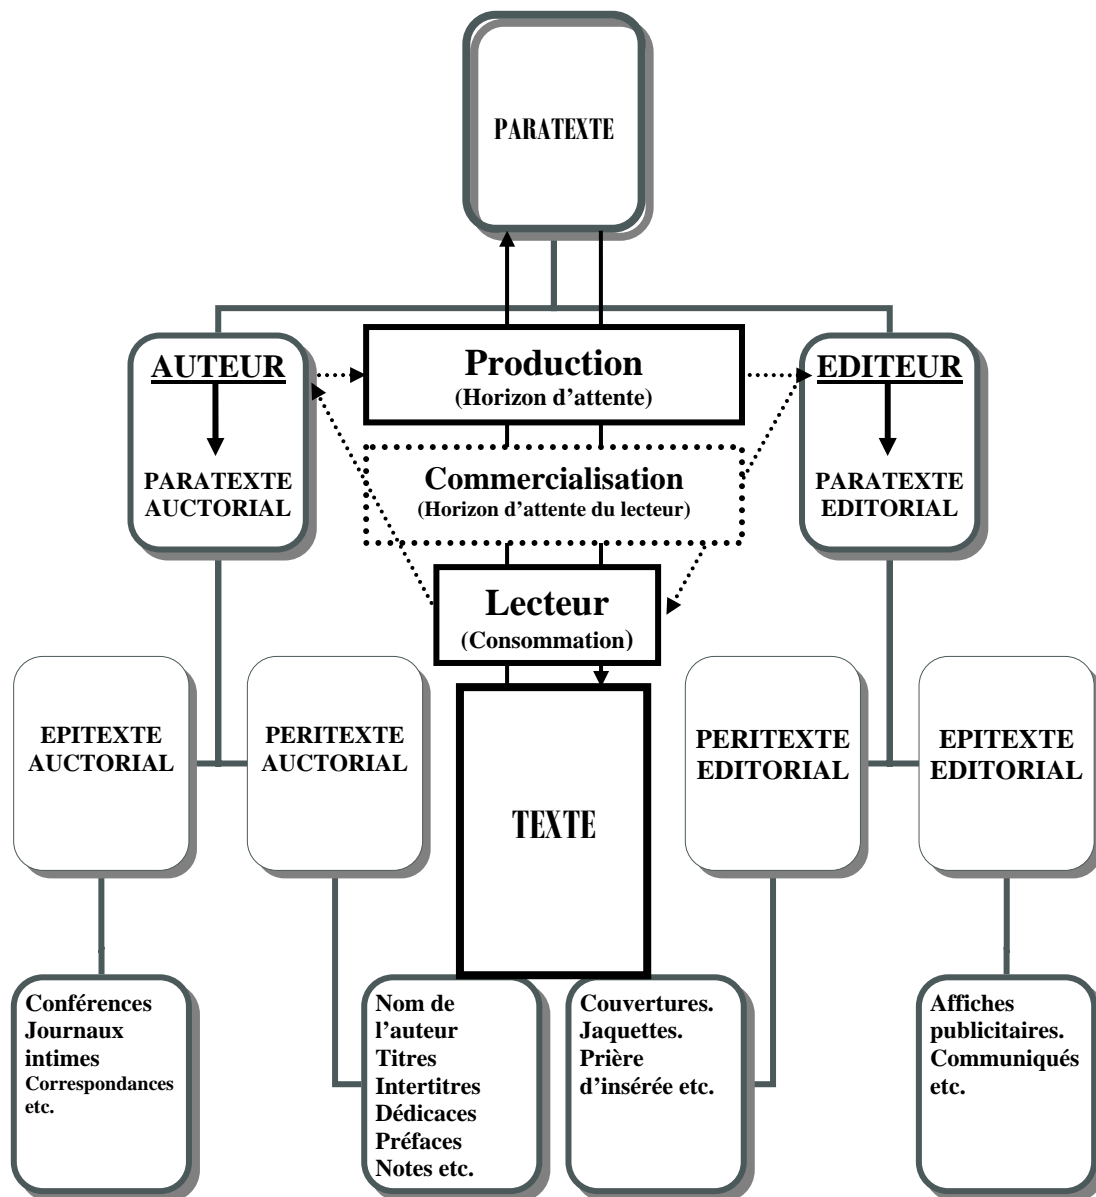 PARATEXTE
AUTEUR
PARATEXTE
AUCTORIAL
Production
(Horizon d'attente)
Commercialisation
(Horizon d'attente du lecteur)
Lecteur
(Consommation)
EDITEUR
PARATEXTE
EDITORIAL
EPITEXTE
AUCTORIAL
PERITEXTE
AUCTORIAL
TEXTE
PERITEXTE
EDITORIAL
EPITEXTE
EDITORIAL
Conférences
Journaux
intimes
Correspondances
etc.
Nom de
l'auteur
Titres
Intertitres
Dédicaces
Préfaces
Notes etc.
Couvertures.
Jaquettes.
Prière
d'insérée etc.
Affiches
publicitaires.
Communiqués
etc.